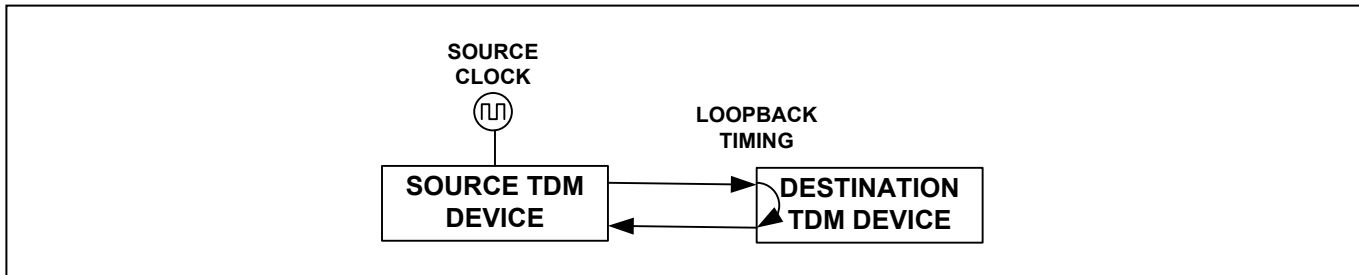 SOURCE
CLOCK
LOOPBACK
TIMING
SOURCE TDM
DEVICE
DESTINATION
TDM DEVICE